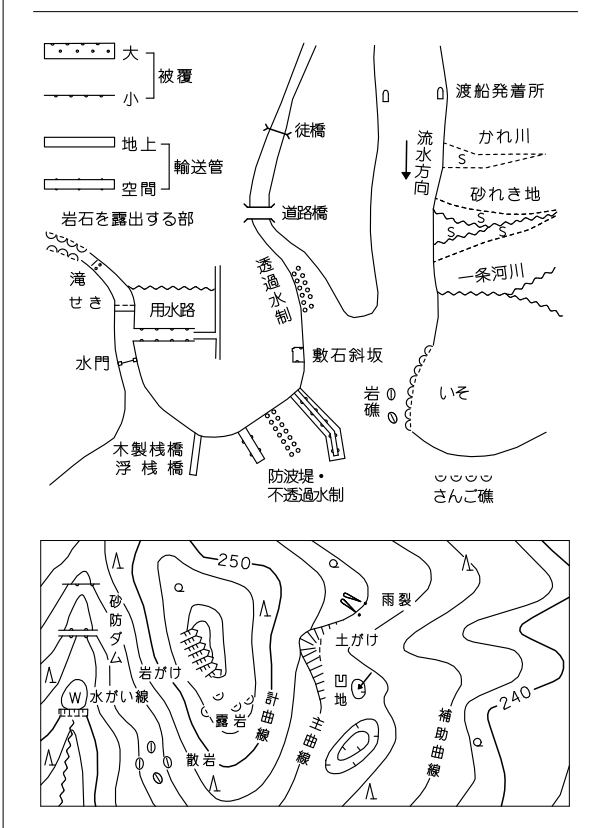 大
被覆
小
地上
輸送管
空間
岩石を露出する部
滝
せき
用水路
水門
木製桟橋
浮桟橋
徒橋
道路橋
透過水制
敷石斜坂
防波堤・
不透過水制
渡船発着所
流水方向
かれ川
S
砂れき地
S
S
S
一条河川
岩礁
いそ
さんご礁
250
砂防ダム
岩がけ
W
水がい線
露岩
散岩
計曲線
主曲線
雨裂
土がけ
凹地
補助曲線
240